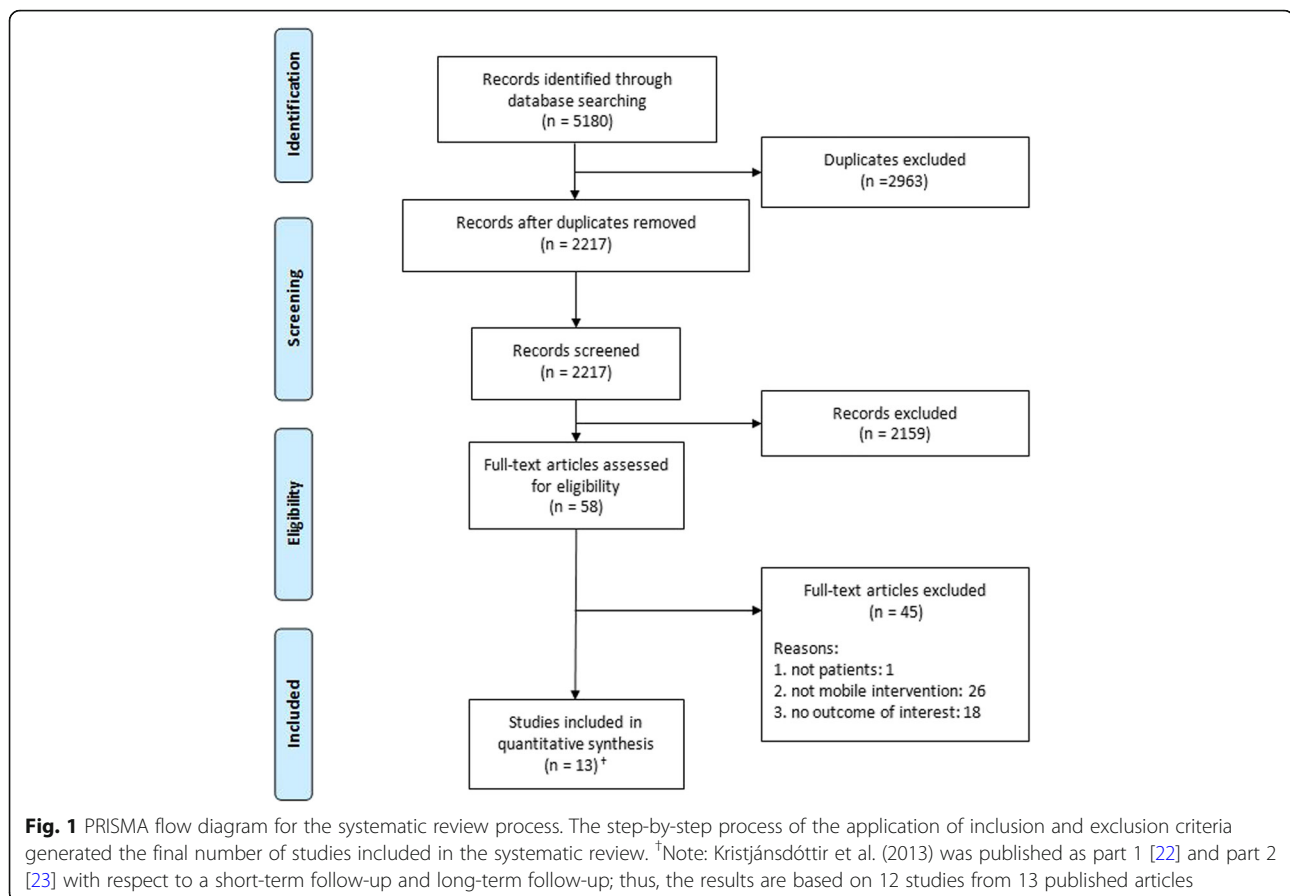 Identification
Records identified through
database searching
(n = 5180)
Duplicates excluded
(n =2963)
Screening
Records after duplicates removed
(n = 2217)
Records screened
(n = 2217)
Records excluded
(n = 2159)
Eligibility
Full-text articles assessed
for eligibility
(n = 58)
Full-text articles excluded
(n = 45)
Reasons:
1. not patients: 1
2. not mobile intervention: 26
3. no outcome of interest: 18
Included
Studies included in
quantitative synthesis
(n = 13)†
Fig. 1 PRISMA flow diagram for the systematic review process. The step-by-step process of the application of inclusion and exclusion criteria
generated the final number of studies included in the systematic review. †Note: Kristjánsdóttir et al. (2013) was published as part 1 [22] and part 2
[23] with respect to a short-term follow-up and long-term follow-up; thus, the results are based on 12 studies from 13 published articles